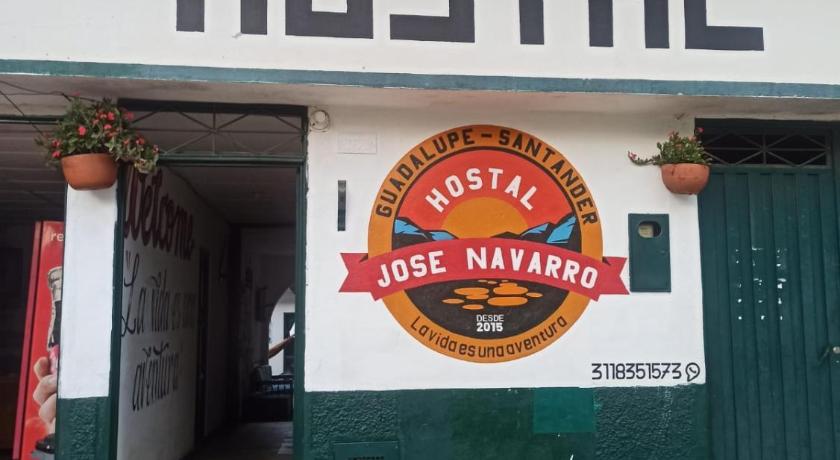 HOSTAL
GUADALUPE - SANTANDER
HOSTAL
JOSE NAVARRO
DESDE
2015
La vida es una aventura
3118351573
Welcome
"La vida es una
aventura
re